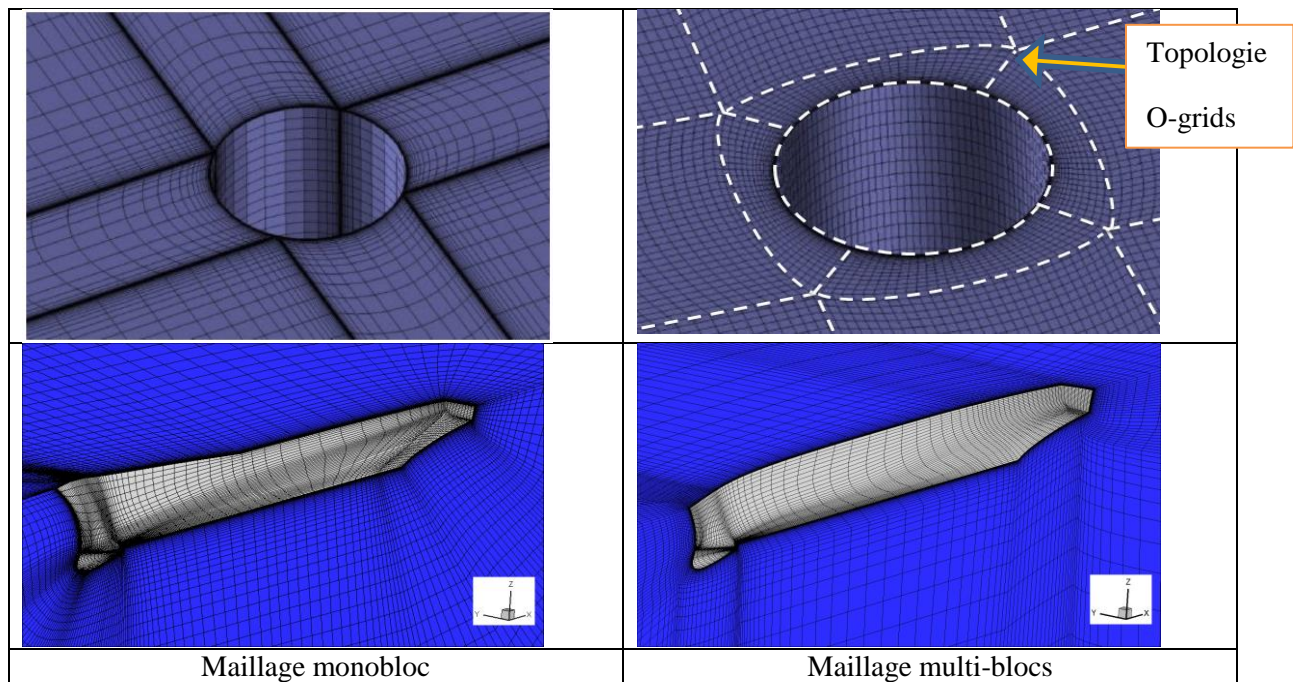 Topologie
O-grids
Z
Y
X
Z
Y
X
Maillage monobloc
Maillage multi-blocs